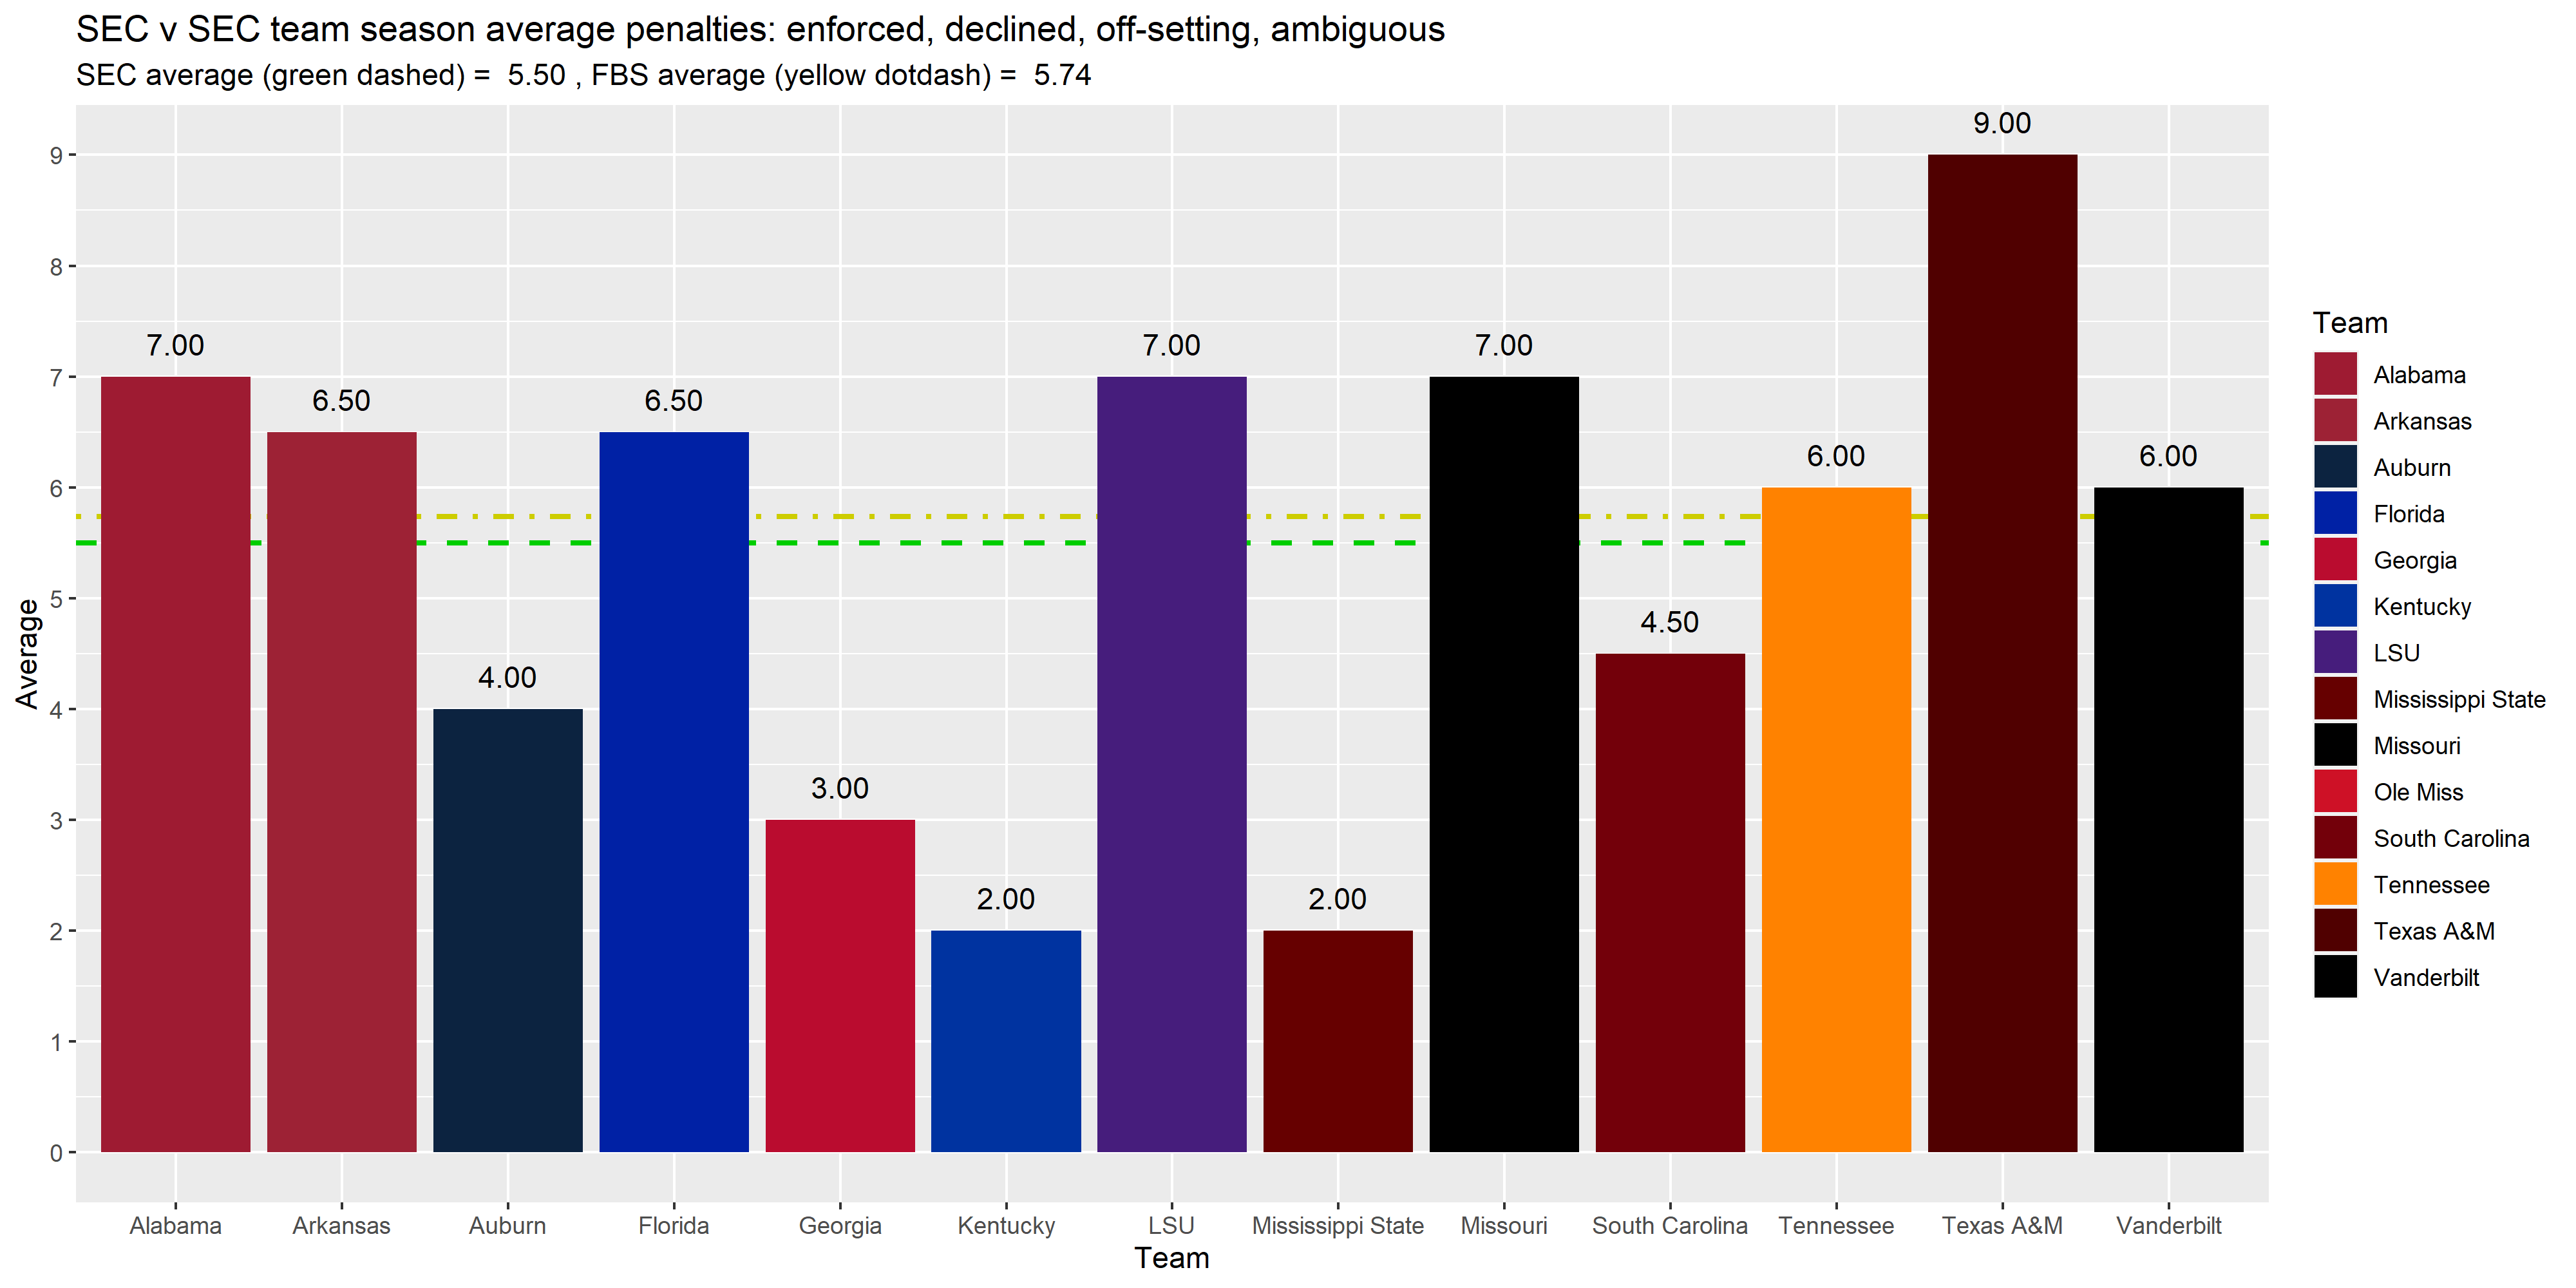 SEC v SEC team season average penalties: enforced, declined, off-setting, ambiguous
SEC average (green dashed) =  5.50 , FBS average (yellow dotdash) =  5.74
Average
9
8
7
6
5
4
3
2
1
0
7.00
6.50
4.00
6.50
3.00
2.00
7.00
2.00
7.00
4.50
6.00
9.00
6.00
Alabama
Arkansas
Auburn
Florida
Georgia
Kentucky
LSU
Mississippi State
Missouri
South Carolina
Tennessee
Texas A&M
Vanderbilt
Team
Team
Alabama
Arkansas
Auburn
Florida
Georgia
Kentucky
LSU
Mississippi State
Missouri
Ole Miss
South Carolina
Tennessee
Texas A&M
Vanderbilt